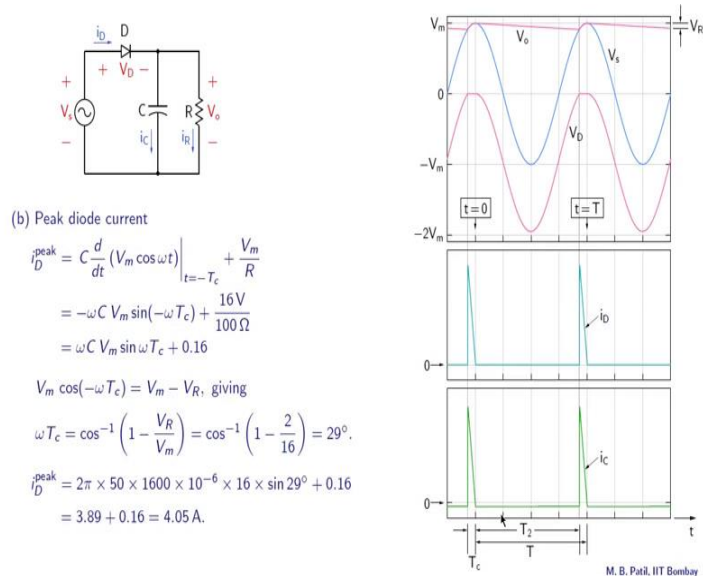 i_D D
+ V_D −
+ V_s −
C
i_C
R
i_R
+ V_o −
(b) Peak diode current
i_D^peak = C d/dt (V_m cos ωt)|_{t=−T_c} + V_m/R
= −ωC V_m sin(−ωT_c) + 16 V/100 Ω
= ωC V_m sin ωT_c + 0.16
V_m cos(−ωT_c) = V_m − V_R, giving
ωT_c = cos⁻¹ (1 − V_R/V_m) = cos⁻¹ (1 − 2/16) = 29°.
i_D^peak = 2π × 50 × 1600 × 10⁻⁶ × 16 × sin 29° + 0.16
= 3.89 + 0.16 = 4.05 A.
V_m
V_R
V_o
V_s
0
V_D
−V_m
t=0
t=T
−2V_m
i_D
0
i_C
0
T_2
t
T
T_c
M. B. Patil, IIT Bombay